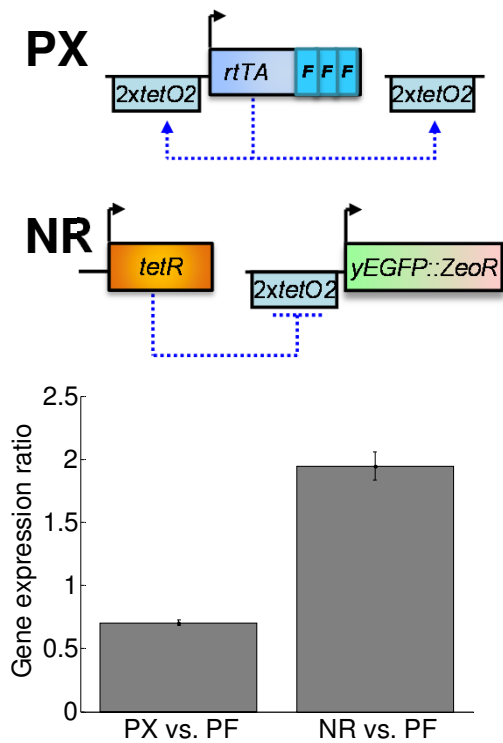 PX
rtTA F F F
2xtetO2 2xtetO2
NR
tetR yEGFP::ZeoR
2xtetO2
2.5
2
1.5
1
0.5
0
Gene expression ratio
PX vs. PF NR vs. PF